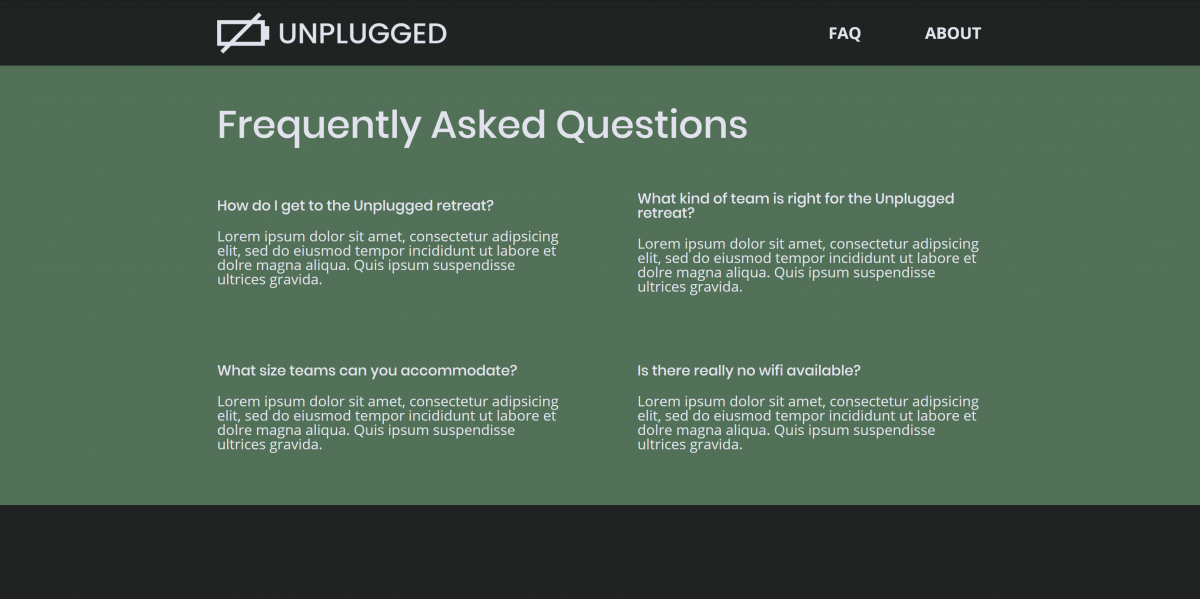 UNPLUGGED
FAQ
ABOUT
Frequently Asked Questions
How do I get to the Unplugged retreat?
Lorem ipsum dolor sit amet, consectetur adipsicing
elit, sed do eiusmod tempor incididunt ut labore et
dolre magna aliqua. Quis ipsum suspendisse
ultrices gravida.
What kind of team is right for the Unplugged
retreat?
Lorem ipsum dolor sit amet, consectetur adipsicing
elit, sed do eiusmod tempor incididunt ut labore et
dolre magna aliqua. Quis ipsum suspendisse
ultrices gravida.
What size teams can you accommodate?
Lorem ipsum dolor sit amet, consectetur adipsicing
elit, sed do eiusmod tempor incididunt ut labore et
dolre magna aliqua. Quis ipsum suspendisse
ultrices gravida.
Is there really no wifi available?
Lorem ipsum dolor sit amet, consectetur adipsicing
elit, sed do eiusmod tempor incididunt ut labore et
dolre magna aliqua. Quis ipsum suspendisse
ultrices gravida.